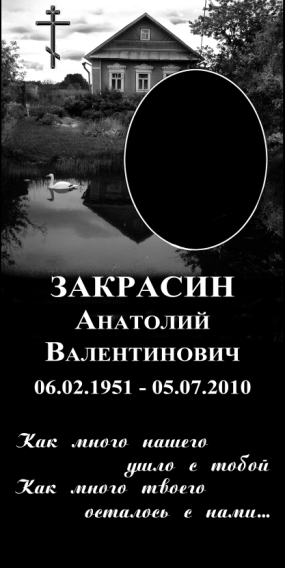 ЗАКРАСИН
АНАТОЛИЙ
ВАЛЕНТИНОВИЧ
06.02.1951 - 05.07.2010
Как много нашего
ушло с тобой
Как много твоего
осталось с нами...